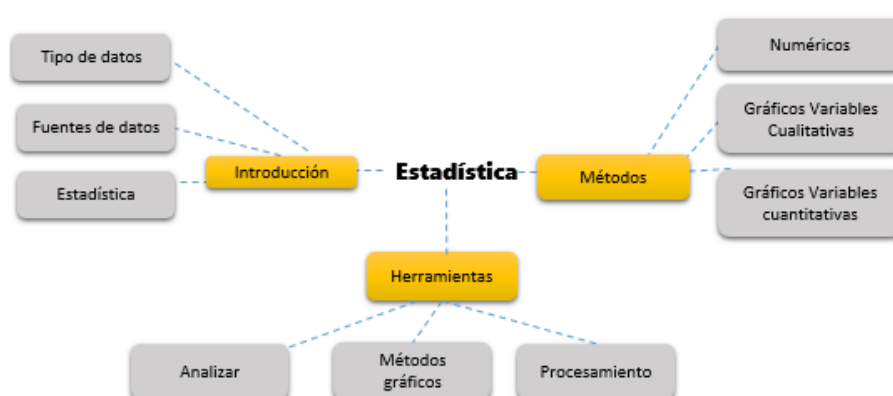 Tipo de datos
Fuentes de datos
Estadística
Introducción
Estadística
Métodos
Numéricos
Gráficos Variables
Cualitativas
Gráficos Variables
cuantitativas
Herramientas
Analizar
Métodos
gráficos
Procesamiento